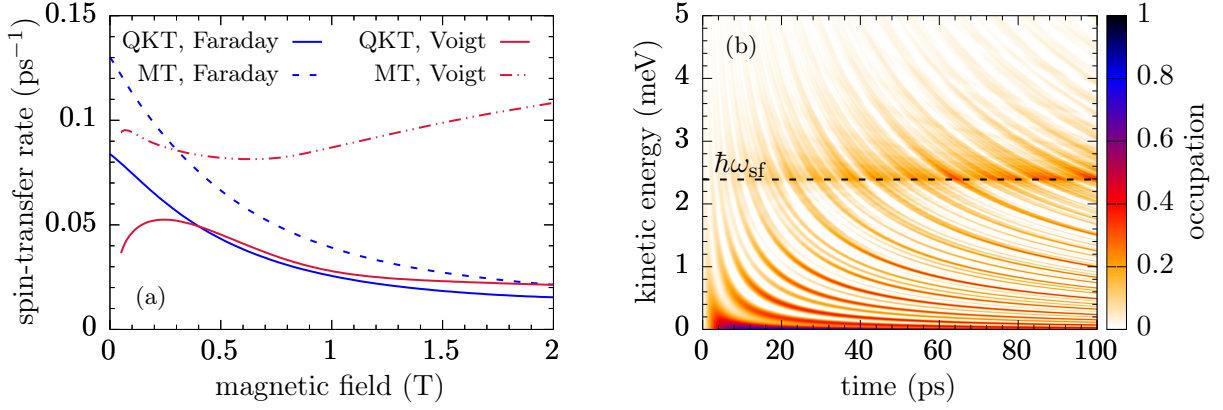 0.15
0.1
0.05
0
0
0.5
1
1.5
2
spin-transfer rate (ps⁻¹)
magnetic field (T)
QKT, Faraday
MT, Faraday
QKT, Voigt
MT, Voigt
(a)
5
4
3
2
1
0
0
20
40
60
80
100
kinetic energy (meV)
time (ps)
(b)
ℏω_sf
1
0.8
0.6
0.4
0.2
0
occupation